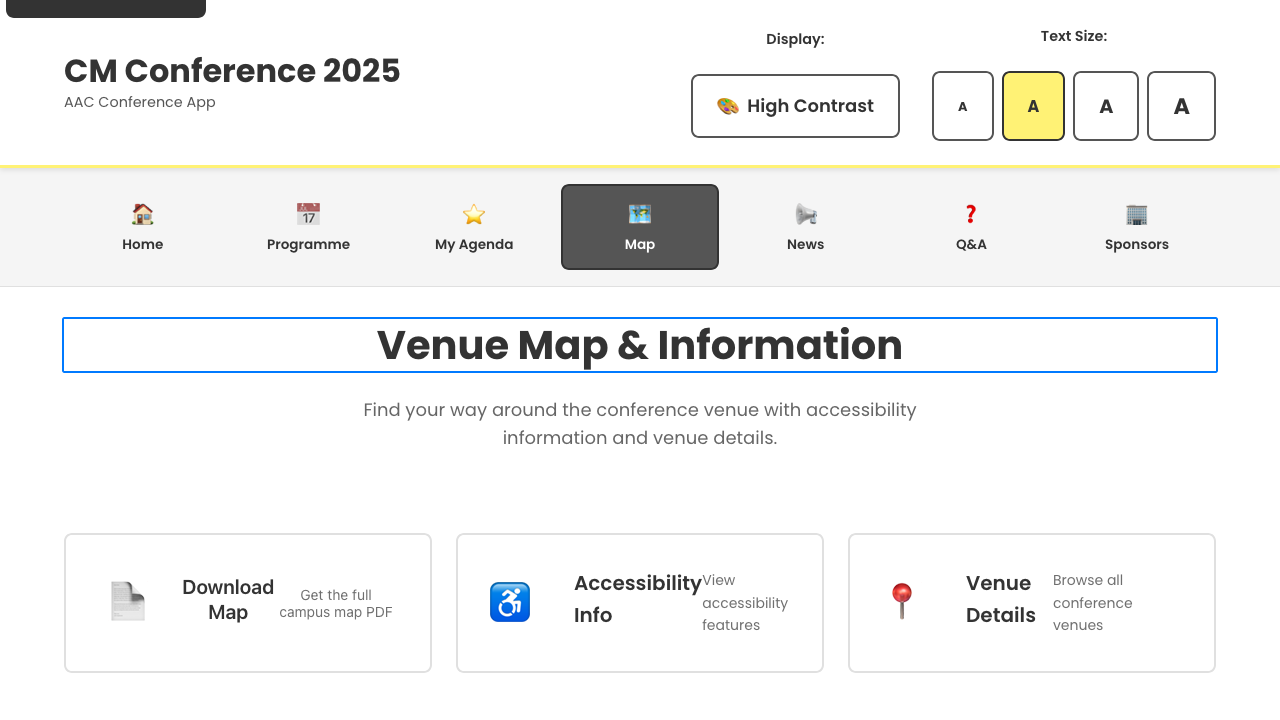 CM Conference 2025
AAC Conference App
Display:
High Contrast
Text Size:
A
A
A
A
17
Home
Programme
My Agenda
Map
News
Q&A
Sponsors
Venue Map & Information
Find your way around the conference venue with accessibility
information and venue details.
Download
Map
Get the full
campus map PDF
Accessibility
Info
View
accessibility
features
Venue
Details
Browse all
conference
venues